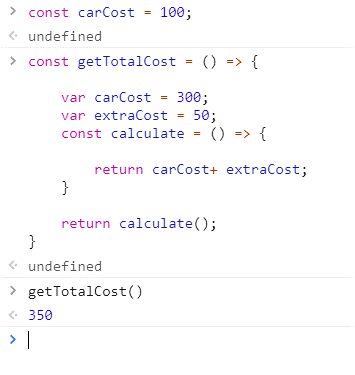 > const carCost = 100;
< undefined
> const getTotalCost = () => {
var carCost = 300;
var extraCost = 50;
const calculate = () => {
return carCost+ extraCost;
}
return calculate();
}
< undefined
> getTotalCost()
< 350
>